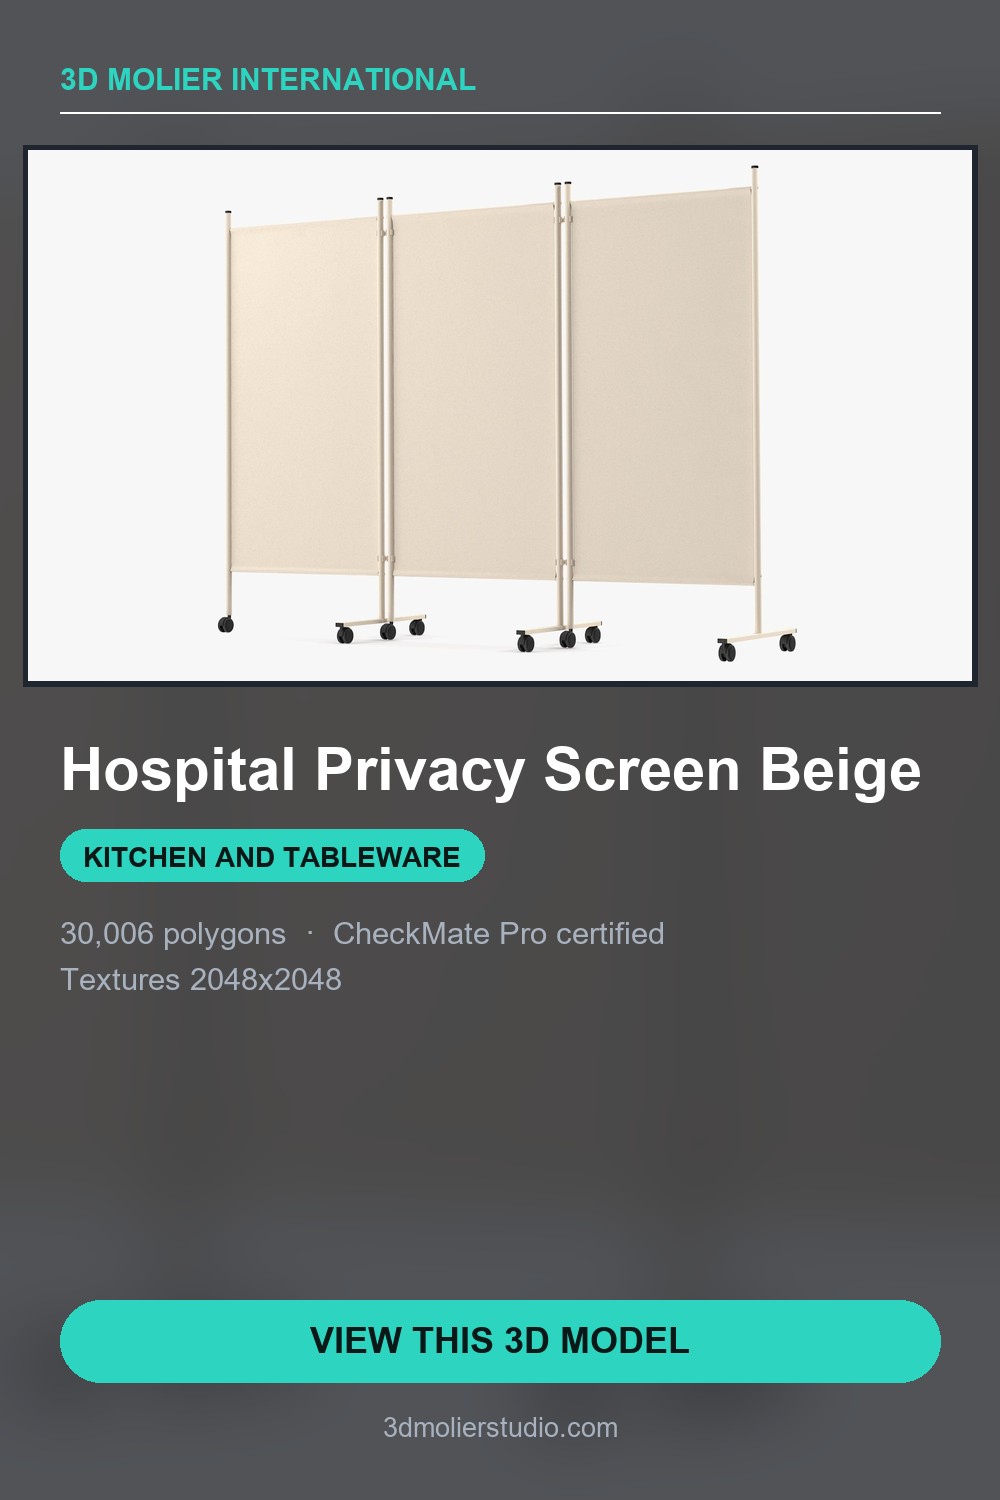 3D MOLIER INTERNATIONAL
Hospital Privacy Screen Beige
KITCHEN AND TABLEWARE
30,006 polygons · CheckMate Pro certified
Textures 2048x2048
VIEW THIS 3D MODEL
3dmolierstudio.com